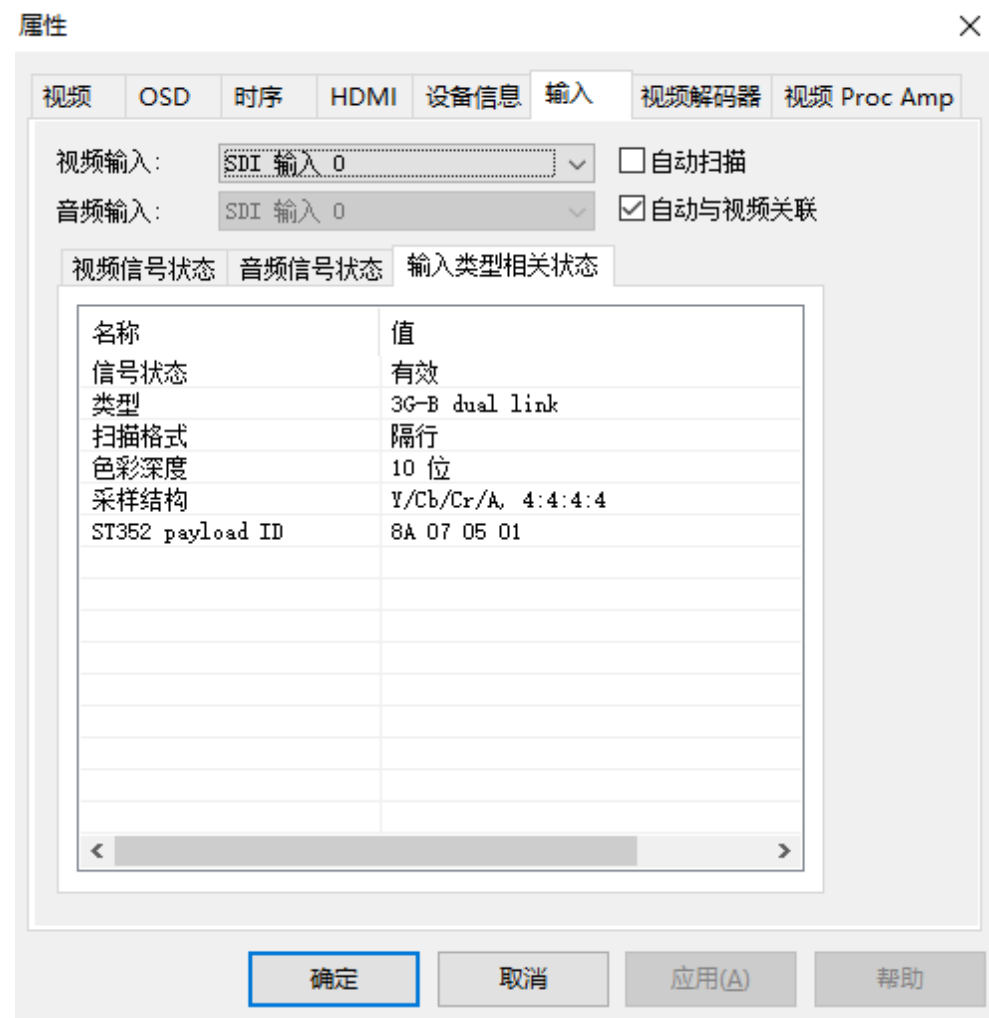 属性
视频 OSD 时序 HDMI 设备信息 输入 视频解码器 视频 Proc Amp
视频输入: SDI 输入 0 自动扫描
音频输入: SDI 输入 0 自动与视频关联
视频信号状态 音频信号状态 输入类型相关状态
名称 值
信号状态 有效
类型 3G-B dual link
扫描格式 隔行
色彩深度 10 位
采样结构 Y/Cb/Cr/A, 4:4:4:4
ST352 payload ID 8A 07 05 01
确定 取消 应用(A) 帮助